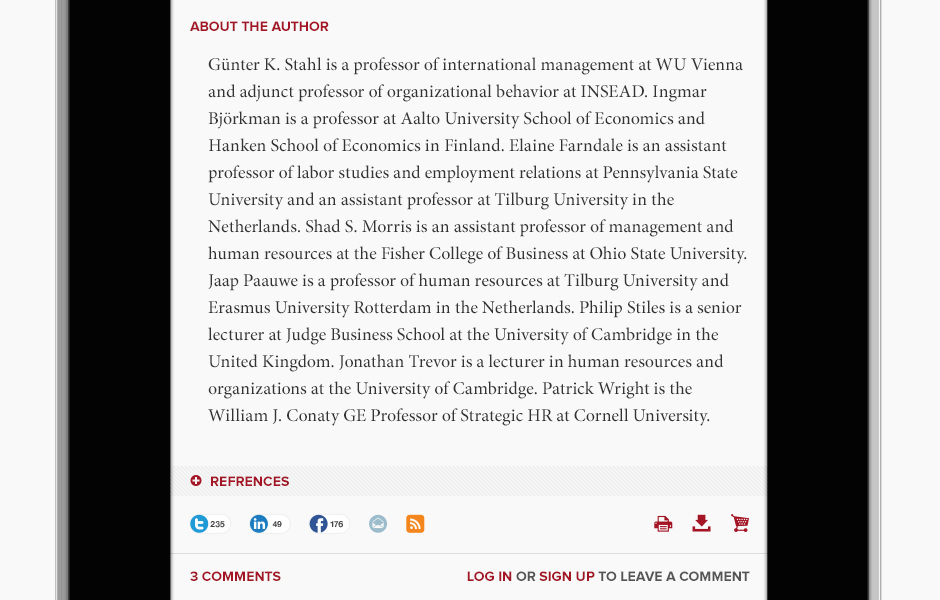 ABOUT THE AUTHOR
Günter K. Stahl is a professor of international management at WU Vienna
and adjunct professor of organizational behavior at INSEAD. Ingmar
Björkman is a professor at Aalto University School of Economics and
Hanken School of Economics in Finland. Elaine Farndale is an assistant
professor of labor studies and employment relations at Pennsylvania State
University and an assistant professor at Tilburg University in the
Netherlands. Shad S. Morris is an assistant professor of management and
human resources at the Fisher College of Business at Ohio State University.
Jaap Paauwe is a professor of human resources at Tilburg University and
Erasmus University Rotterdam in the Netherlands. Philip Stiles is a senior
lecturer at Judge Business School at the University of Cambridge in the
United Kingdom. Jonathan Trevor is a lecturer in human resources and
organizations at the University of Cambridge. Patrick Wright is the
William J. Conaty GE Professor of Strategic HR at Cornell University.
REFRENCES
235 in 49 176
3 COMMENTS LOG IN OR SIGN UP TO LEAVE A COMMENT